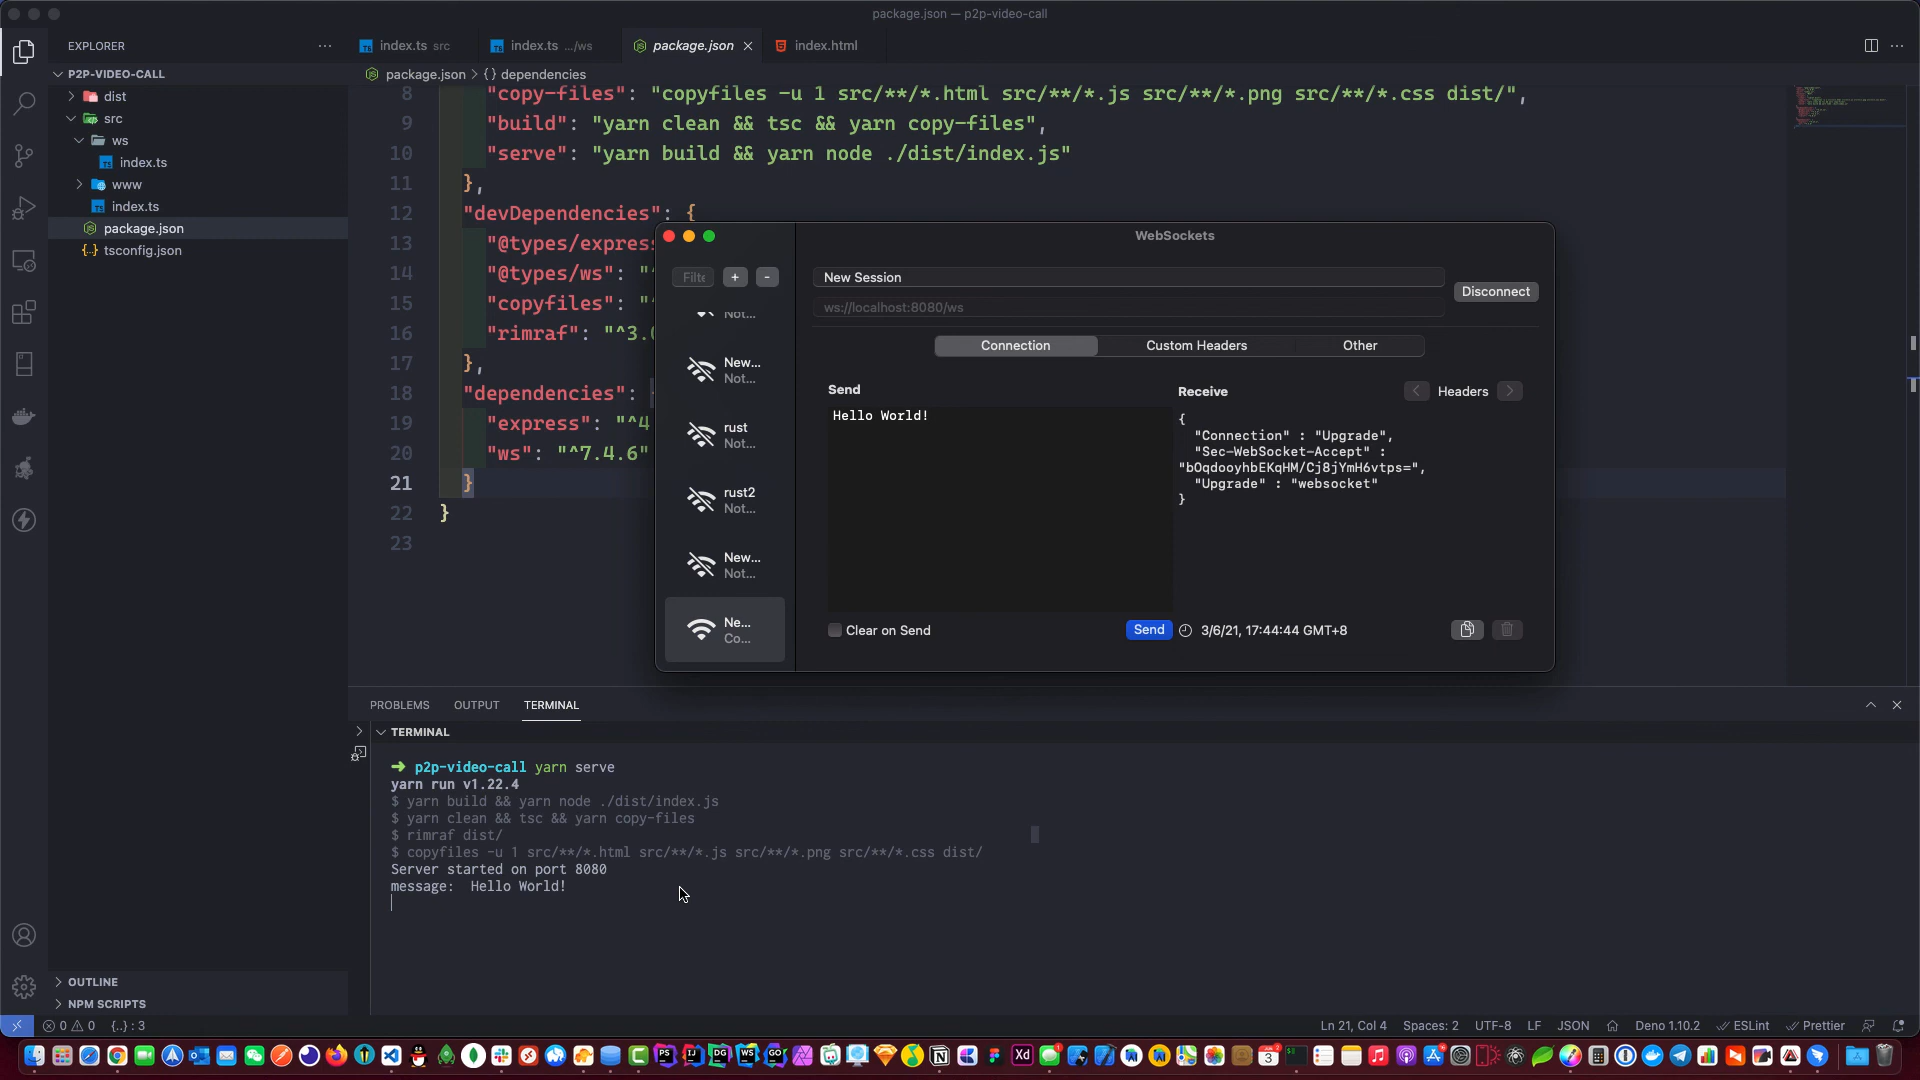 package.json — p2p-video-call
EXPLORER
P2P-VIDEO-CALL
dist
src
ws
index.ts
www
index.ts
package.json
tsconfig.json
OUTLINE
NPM SCRIPTS
index.ts src
index.ts .../ws
package.json
index.html
package.json > {} dependencies
8 "copy-files": "copyfiles -u 1 src/**/*.html src/**/*.js src/**/*.png src/**/*.css dist/",
9 "build": "yarn clean && tsc && yarn copy-files",
10 "serve": "yarn build && yarn node ./dist/index.js"
11 },
12 "devDependencies": {
13 "@types/express
14 "@types/ws": "^
15 "copyfiles": "^
16 "rimraf": "^3.0
17 },
18 "dependencies": {
19 "express": "^4
20 "ws": "^7.4.6"
21 }
22 }
23
WebSockets
Filte
+
-
Not...
New...
Not...
rust
Not...
rust2
Not...
New...
Not...
Ne...
Co...
New Session
ws://localhost:8080/ws
Disconnect
Connection
Custom Headers
Other
Send
Hello World!
Receive
Headers
{
"Connection" : "Upgrade",
"Sec-WebSocket-Accept" :
"bOqdooyhbEKqHM/Cj8jYmH6vtps=",
"Upgrade" : "websocket"
}
Clear on Send
Send
3/6/21, 17:44:44 GMT+8
PROBLEMS
OUTPUT
TERMINAL
TERMINAL
p2p-video-call yarn serve
yarn run v1.22.4
$ yarn build && yarn node ./dist/index.js
$ yarn clean && tsc && yarn copy-files
$ rimraf dist/
$ copyfiles -u 1 src/**/*.html src/**/*.js src/**/*.png src/**/*.css dist/
Server started on port 8080
message: Hello World!
0 0
{..} : 3
Ln 21, Col 4
Spaces: 2
UTF-8
LF
JSON
Deno 1.10.2
ESLint
Prettier